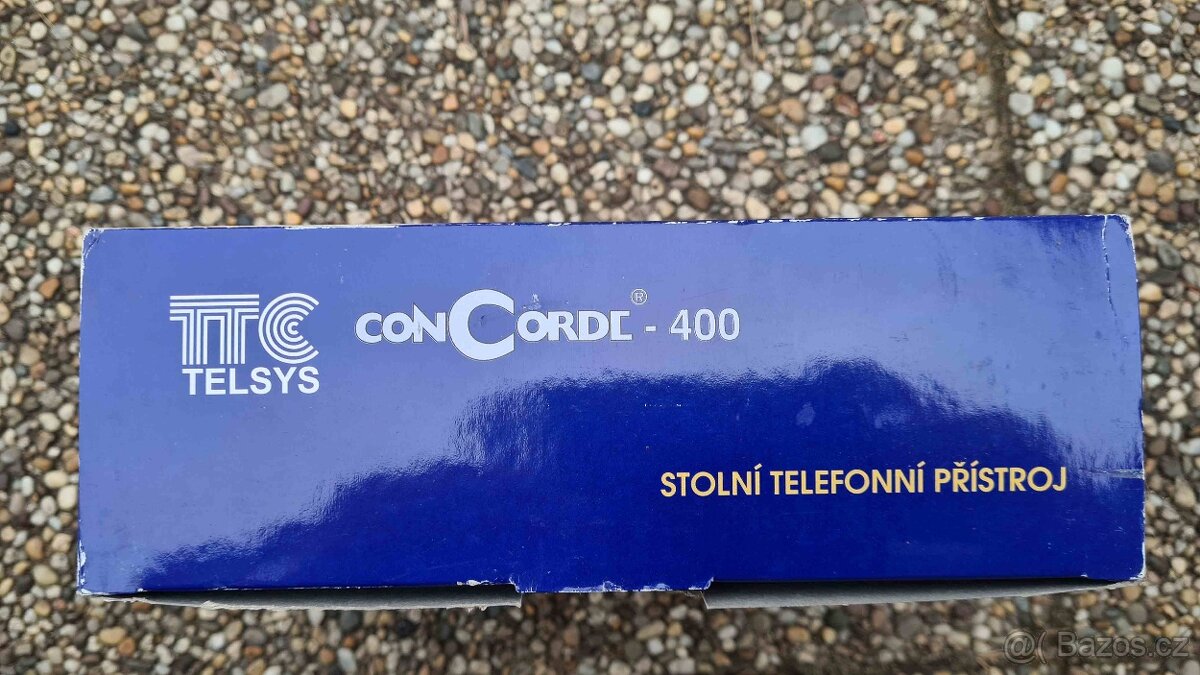 TTC
TELSYS
CONCORDE® - 400
STOLNÍ TELEFONNÍ PŘÍSTROJ
@( Bazos.cz